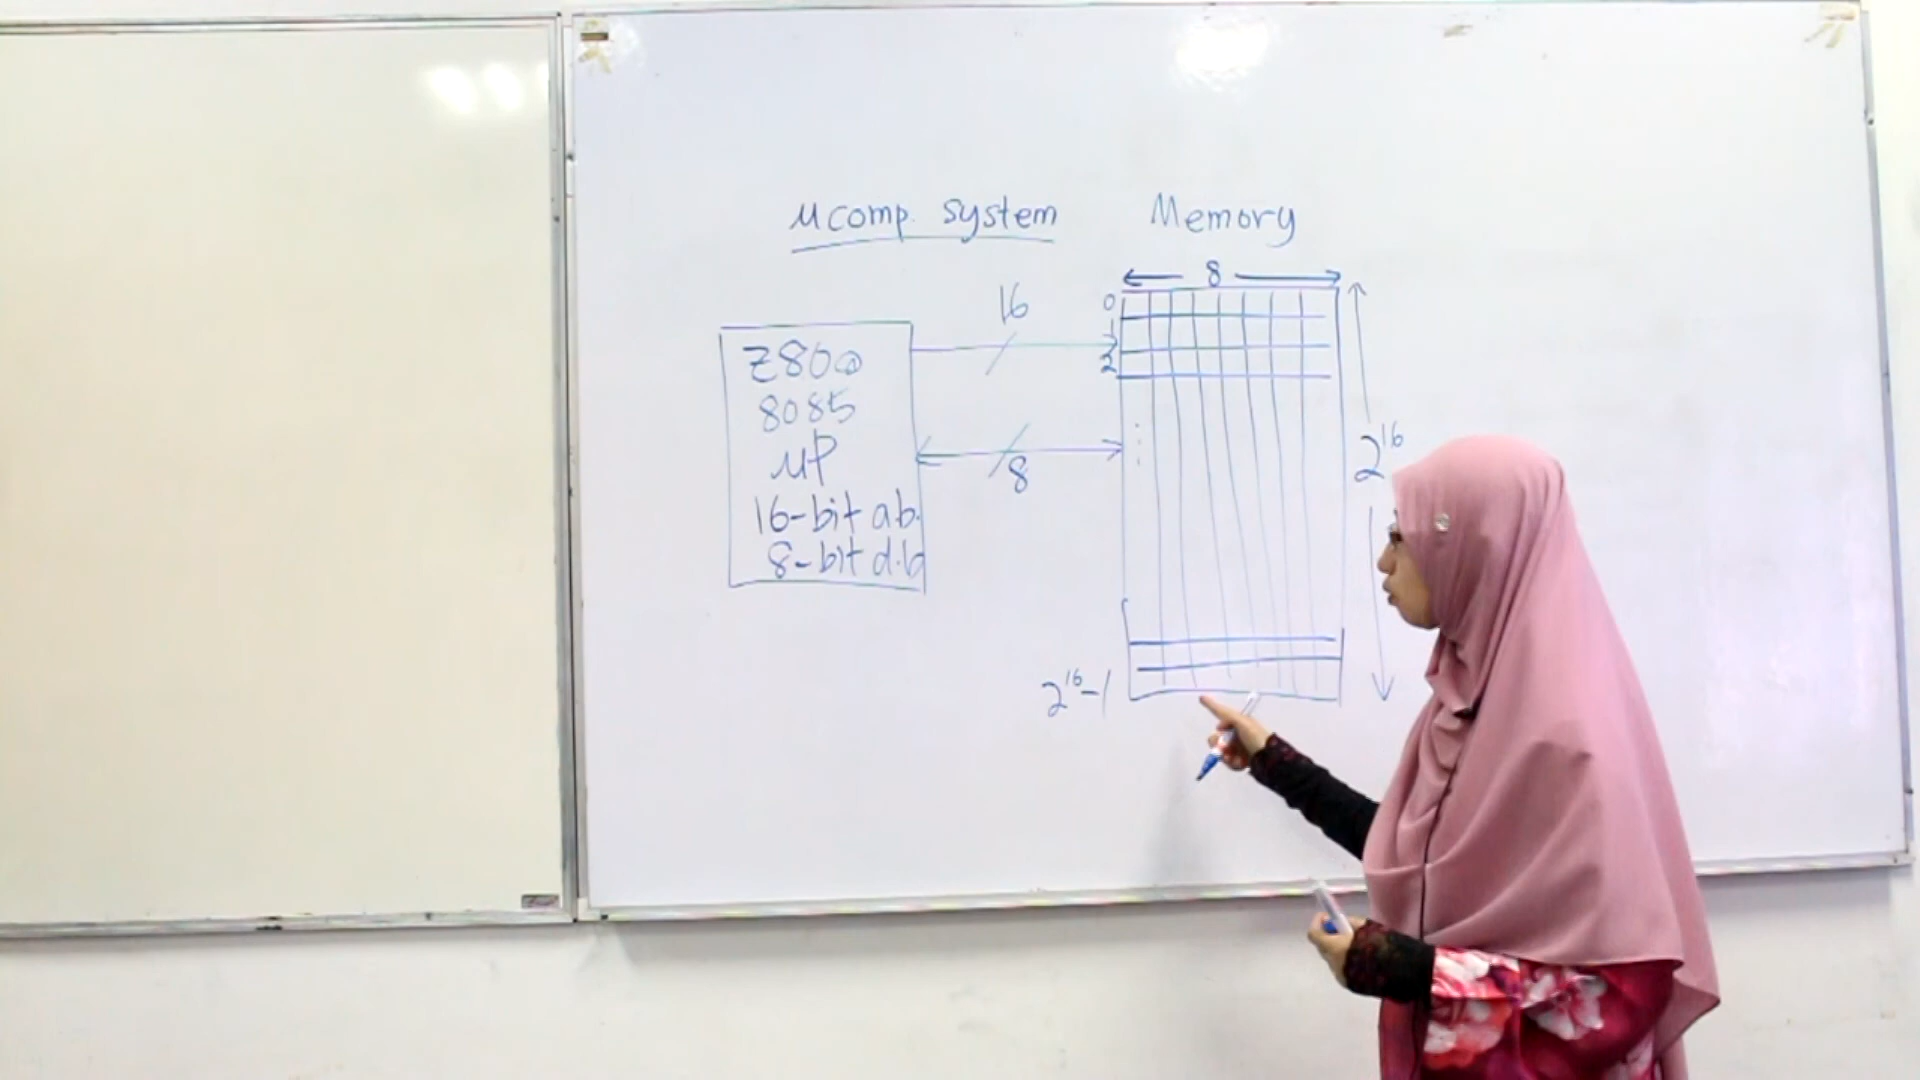 μcomp. system
Memory
8
16
0
1
2
Z80@
8085
μP
16-bit a.b.
8-bit d.b
8
2^16
2^16-1